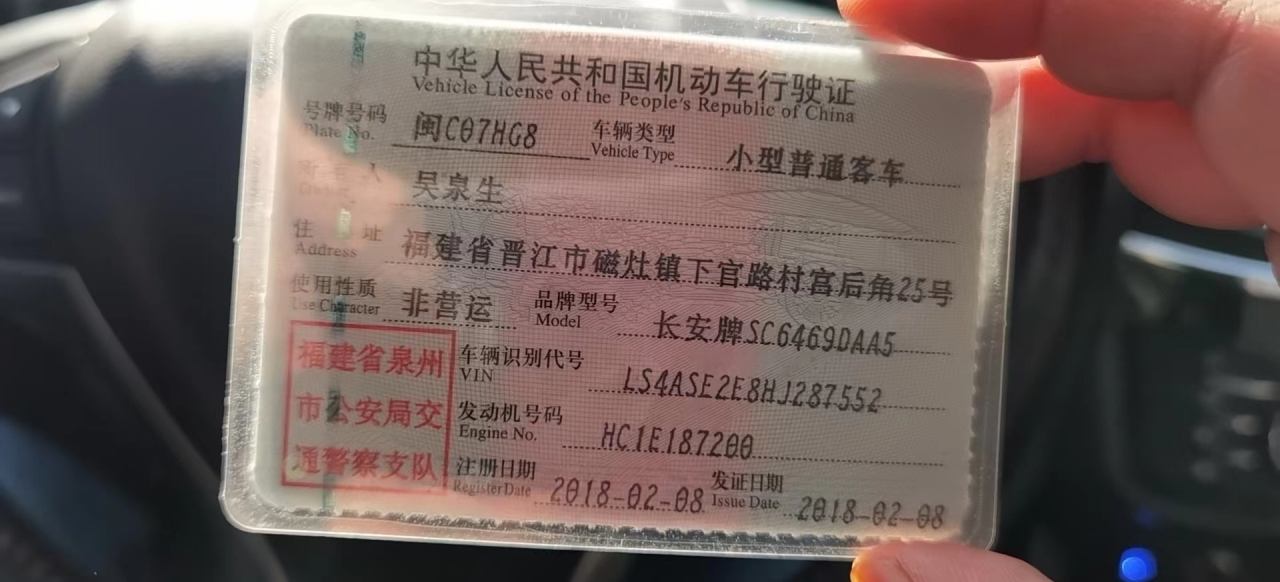 中华人民共和国机动车行驶证
Vehicle License of the People's Republic of China
号牌号码 闽C07HG8 车辆类型 小型普通客车
Plate No. Vehicle Type
所有人 吴泉生
Owner
住址 福建省晋江市磁灶镇下官路村宫后角25号
Address
使用性质 非营运 品牌型号 长安牌SC6469DAA5
Use Character Model
福建省泉州 车辆识别代号 LS4ASE2E8HJ287552
VIN
市公安局交 发动机号码 HC1E187200
Engine No.
通警察支队 注册日期 2018-02-08 发证日期 2018-02-08
Register Date Issue Date